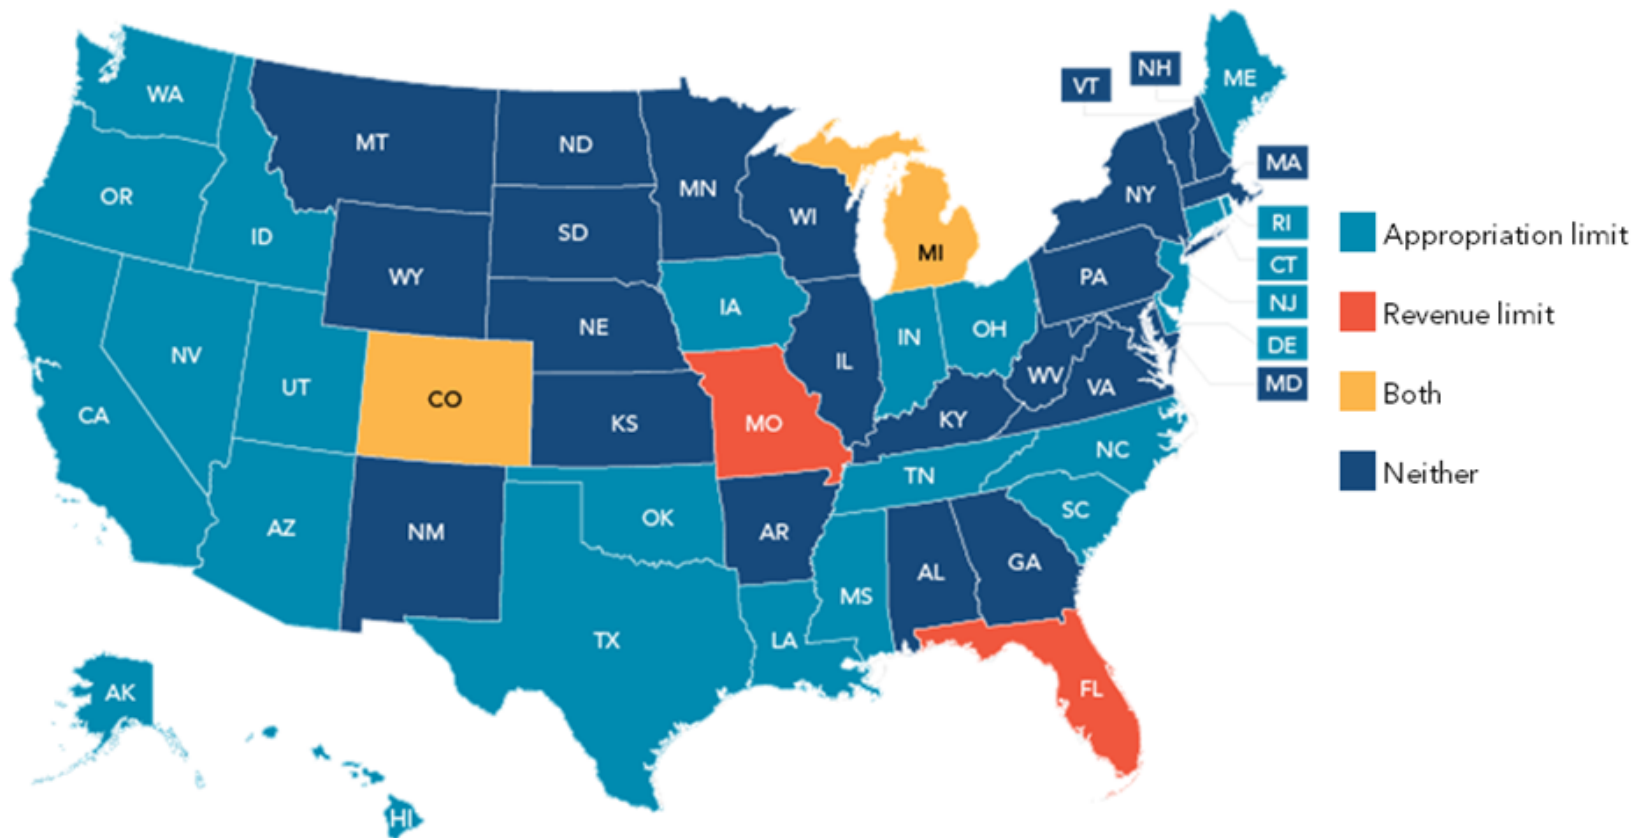 WA
OR
CA
NV
ID
MT
WY
UT
CO
AZ
NM
ND
SD
NE
KS
OK
TX
MN
IA
MO
AR
LA
WI
IL
MS
MI
IN
OH
KY
TN
AL
GA
FL
SC
NC
VA
WV
PA
NY
VT
NH
ME
MA
RI
CT
NJ
DE
MD
AK
HI
Appropriation limit
Revenue limit
Both
Neither